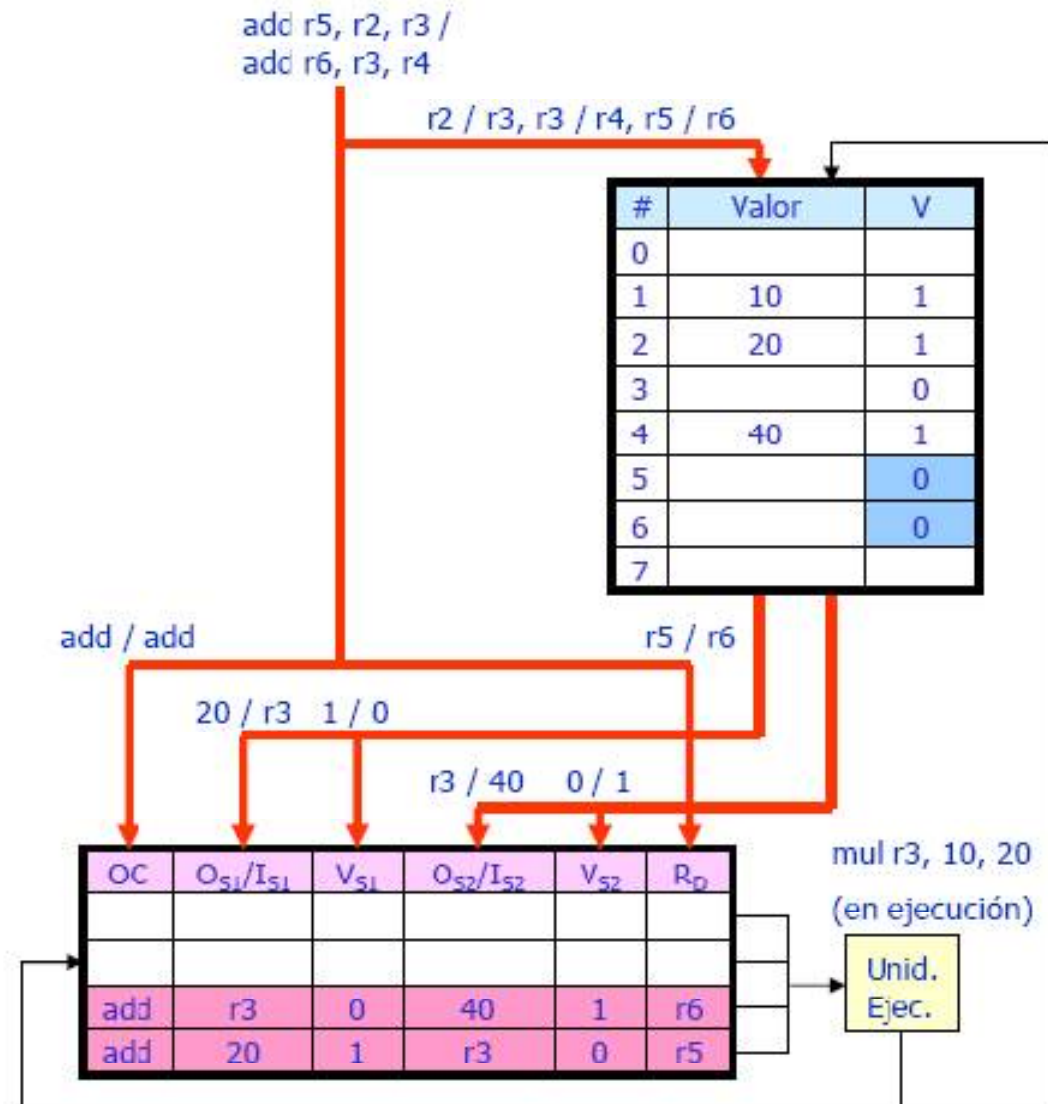 add r5, r2, r3 /
add r6, r3, r4
r2 / r3, r3 / r4, r5 / r6
# Valor V
0
1 10 1
2 20 1
3 0
4 40 1
5 0
6 0
7
add / add r5 / r6
20 / r3 1 / 0
r3 / 40 0 / 1
OC OS1/IS1 VS1 OS2/IS2 VS2 RD
add r3 0 40 1 r6
add 20 1 r3 0 r5
mul r3, 10, 20
(en ejecución)
Unid.
Ejec.